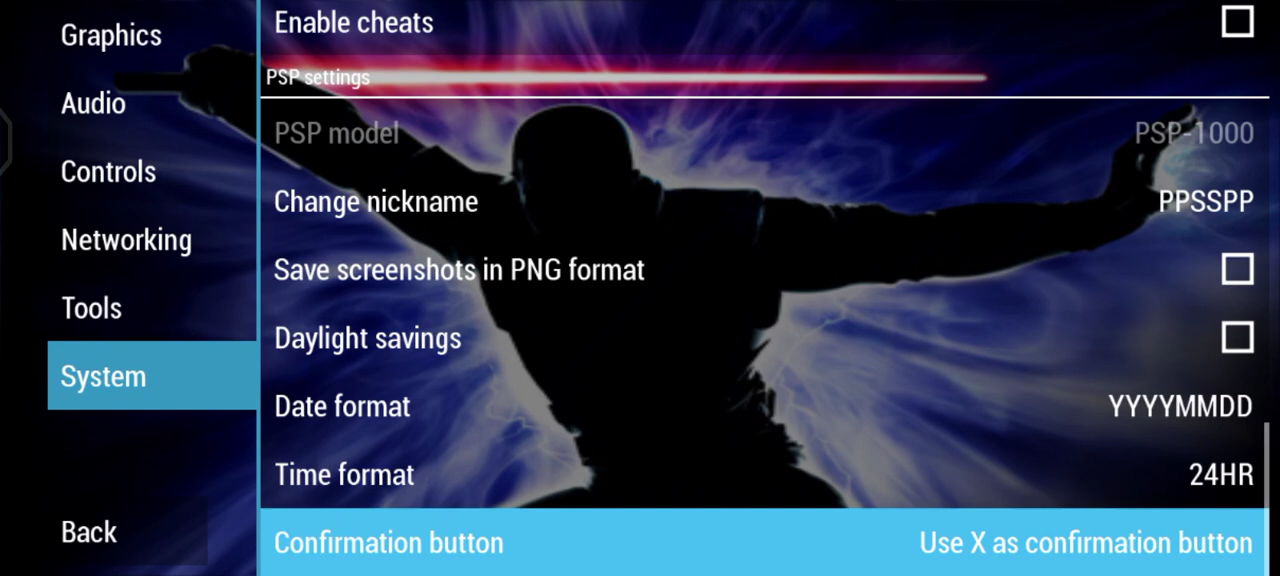 Graphics
Audio
Controls
Networking
Tools
System
Back
Enable cheats
PSP settings
PSP model PSP-1000
Change nickname PPSSPP
Save screenshots in PNG format
Daylight savings
Date format YYYYMMDD
Time format 24HR
Confirmation button Use X as confirmation button